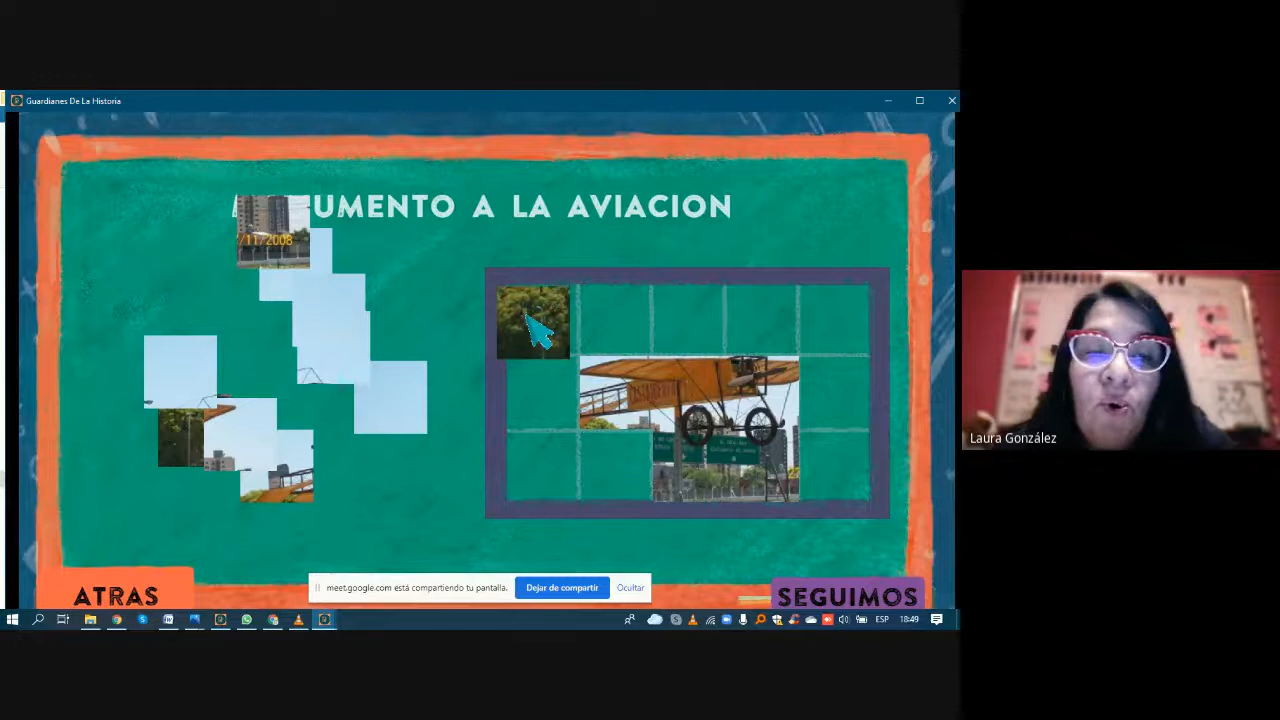 Guardianes De La Historia
UMENTO A LA AVIACION
/11/2008
Laura González
ATRAS
meet.google.com está compartiendo tu pantalla.
Dejar de compartir
Ocultar
SEGUIMOS
ESP
18:49